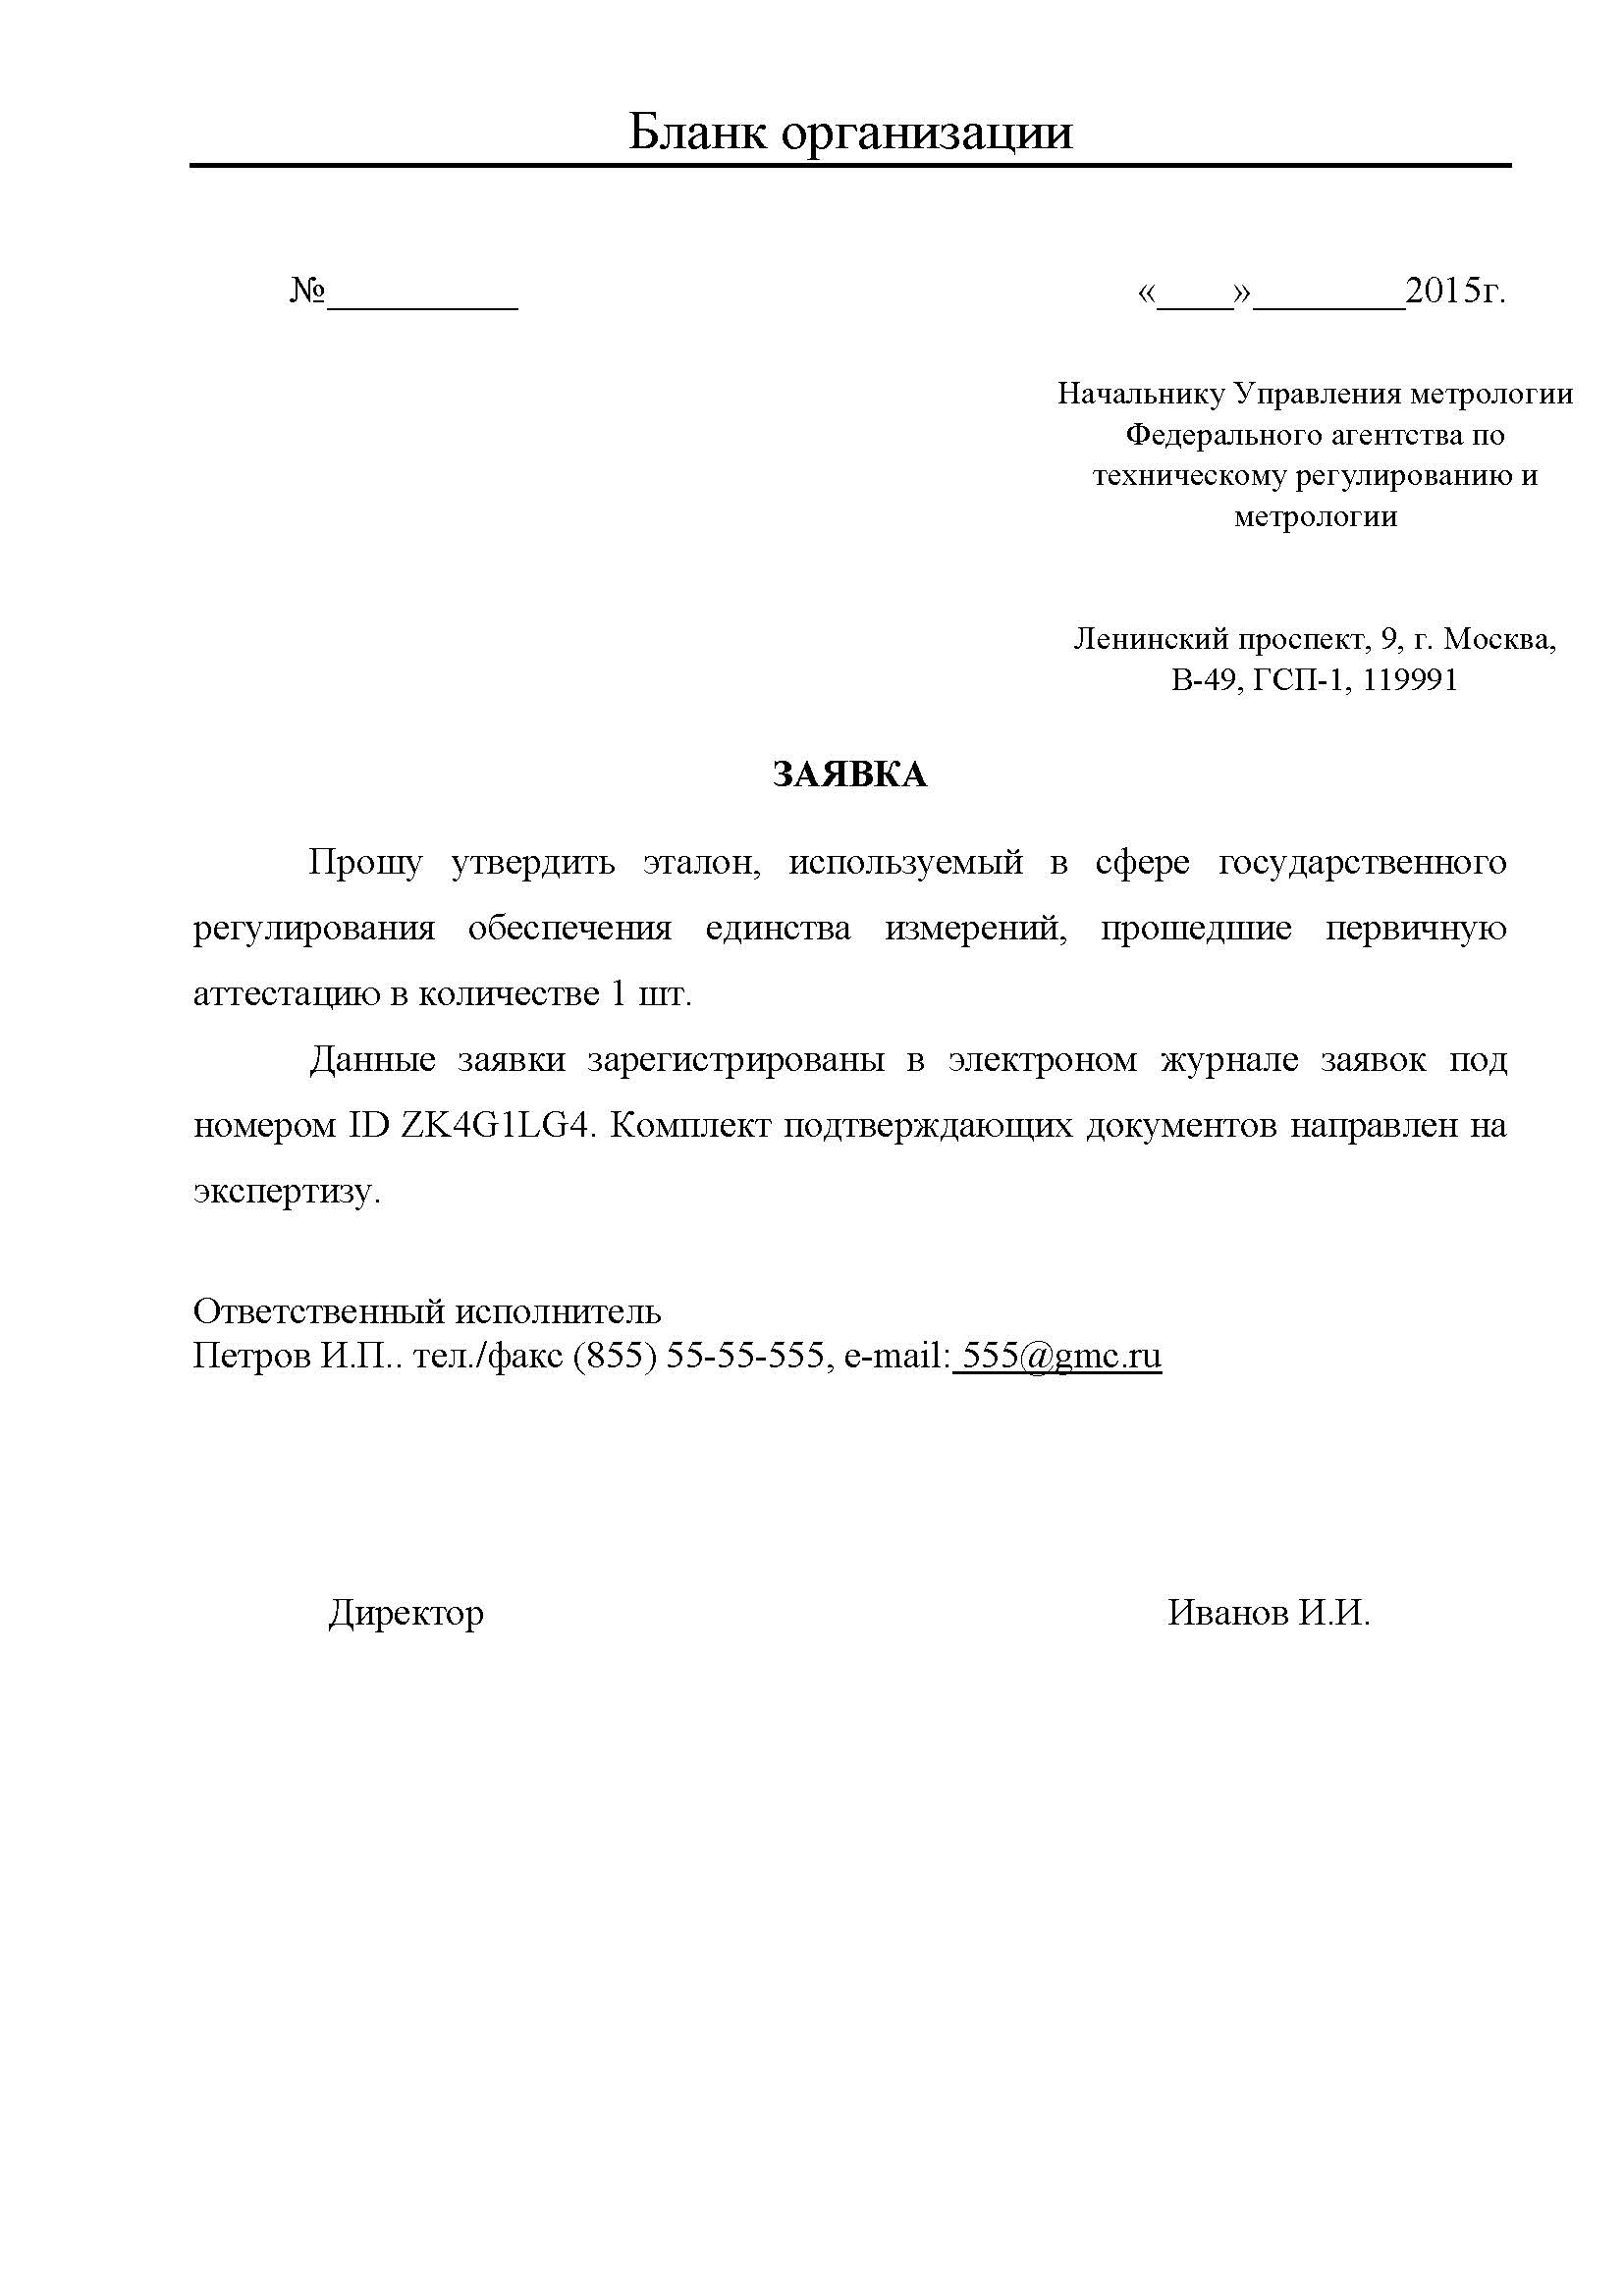 Бланк организации
№__________ «____»________2015г.
Начальнику Управления метрологии
Федерального агентства по
техническому регулированию и
метрологии
Ленинский проспект, 9, г. Москва,
В-49, ГСП-1, 119991
ЗАЯВКА
Прошу утвердить эталон, используемый в сфере государственного
регулирования обеспечения единства измерений, прошедшие первичную
аттестацию в количестве 1 шт.
Данные заявки зарегистрированы в электроном журнале заявок под
номером ID ZK4G1LG4. Комплект подтверждающих документов направлен на
экспертизу.
Ответственный исполнитель
Петров И.П.. тел./факс (855) 55-55-555, e-mail: 555@gmc.ru
Директор Иванов И.И.